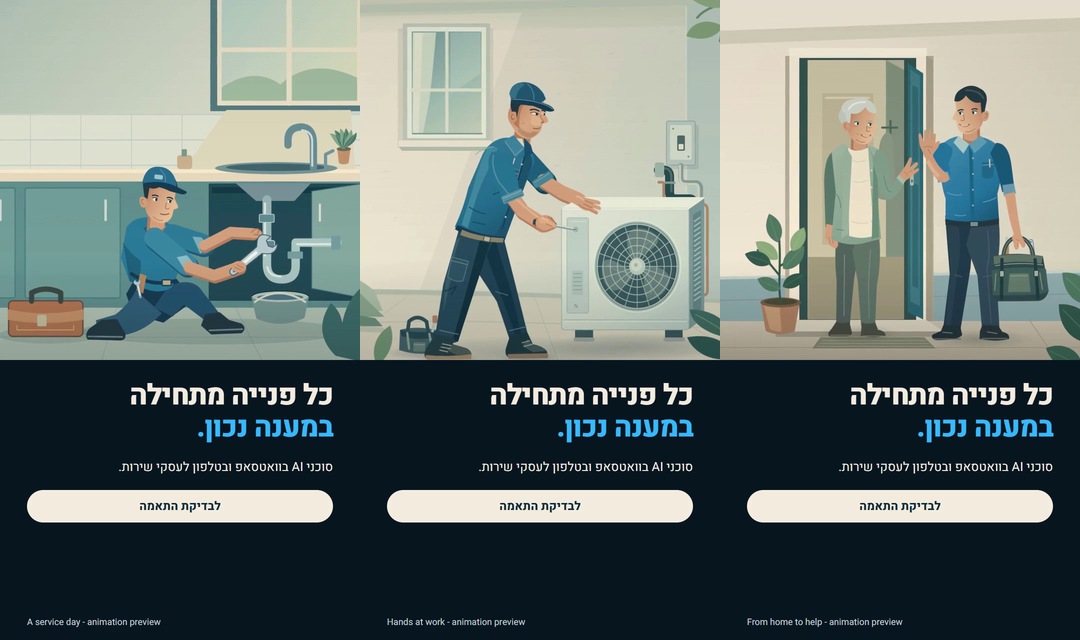 כל פנייה מתחילה
במענה נכון.
סוכני AI בוואטסאפ ובטלפון לעסקי שירות.
לבדיקת התאמה
A service day - animation preview
כל פנייה מתחילה
במענה נכון.
סוכני AI בוואטסאפ ובטלפון לעסקי שירות.
לבדיקת התאמה
Hands at work - animation preview
כל פנייה מתחילה
במענה נכון.
סוכני AI בוואטסאפ ובטלפון לעסקי שירות.
לבדיקת התאמה
From home to help - animation preview